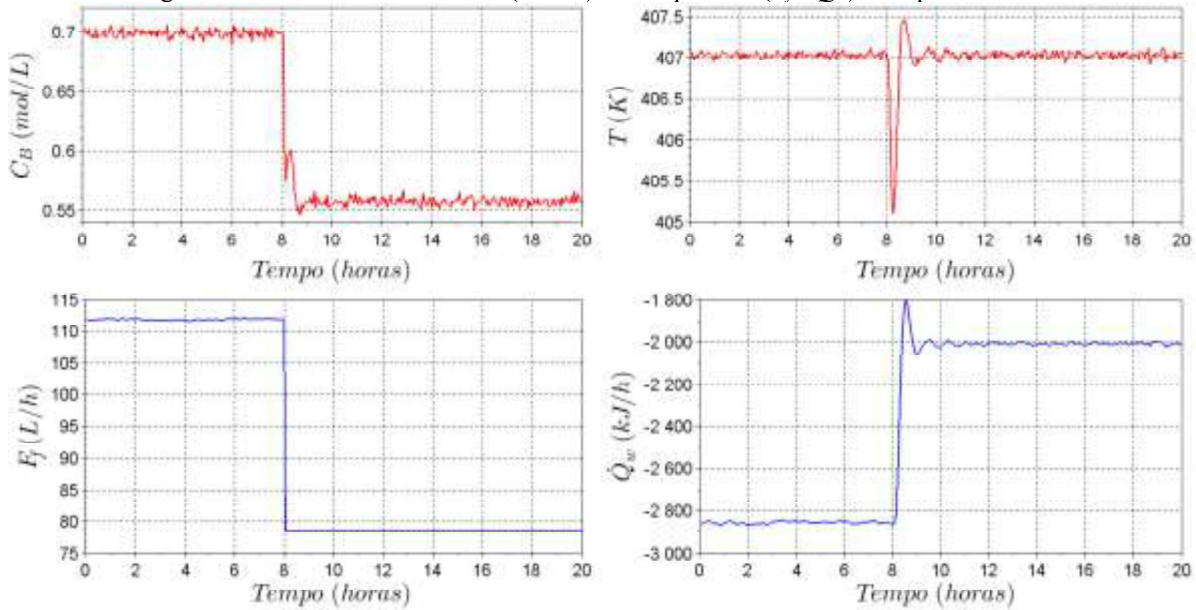 C_B (mol/L)
0.7
0.65
0.6
0.55
0 2 4 6 8 10 12 14 16 18 20
Tempo (horas)
T (K)
407.5
407
406.5
406
405.5
405
0 2 4 6 8 10 12 14 16 18 20
Tempo (horas)
F_f (L/h)
115
110
105
100
95
90
85
80
75
0 2 4 6 8 10 12 14 16 18 20
Tempo (horas)
Q̇_w (kJ/h)
-1 800
-2 000
-2 200
-2 400
-2 600
-2 800
-3 000
0 2 4 6 8 10 12 14 16 18 20
Tempo (horas)